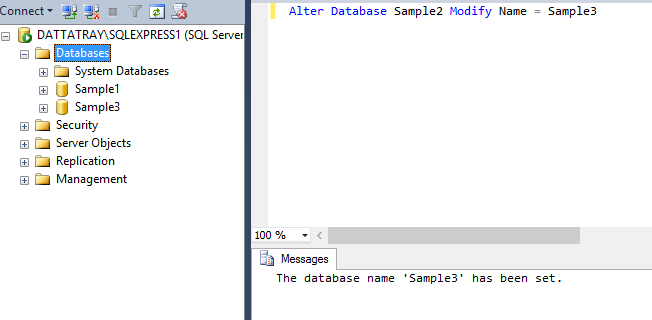 Connect
DATTATRAY\SQLEXPRESS1 (SQL Server
Databases
System Databases
Sample1
Sample3
Security
Server Objects
Replication
Management
Alter Database Sample2 Modify Name = Sample3
100 %
Messages
The database name 'Sample3' has been set.